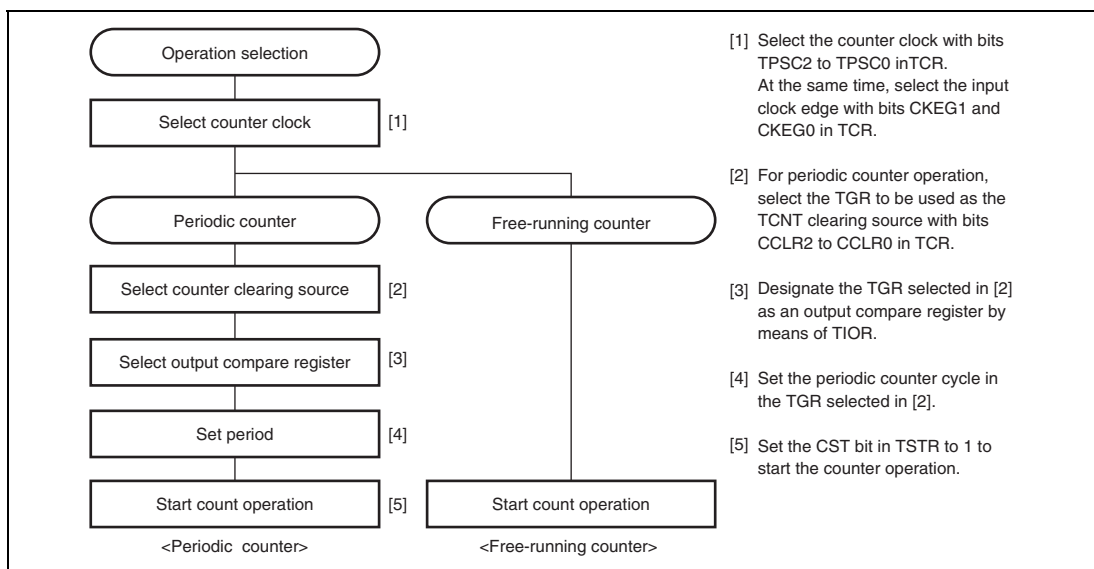 Operation selection
Select counter clock
[1]
Periodic counter
Free-running counter
Select counter clearing source
[2]
Select output compare register
[3]
Set period
[4]
Start count operation
[5]
Start count operation
<Periodic counter>
<Free-running counter>
[1] Select the counter clock with bits
TPSC2 to TPSC0 inTCR.
At the same time, select the input
clock edge with bits CKEG1 and
CKEG0 in TCR.
[2] For periodic counter operation,
select the TGR to be used as the
TCNT clearing source with bits
CCLR2 to CCLR0 in TCR.
[3] Designate the TGR selected in [2]
as an output compare register by
means of TIOR.
[4] Set the periodic counter cycle in
the TGR selected in [2].
[5] Set the CST bit in TSTR to 1 to
start the counter operation.